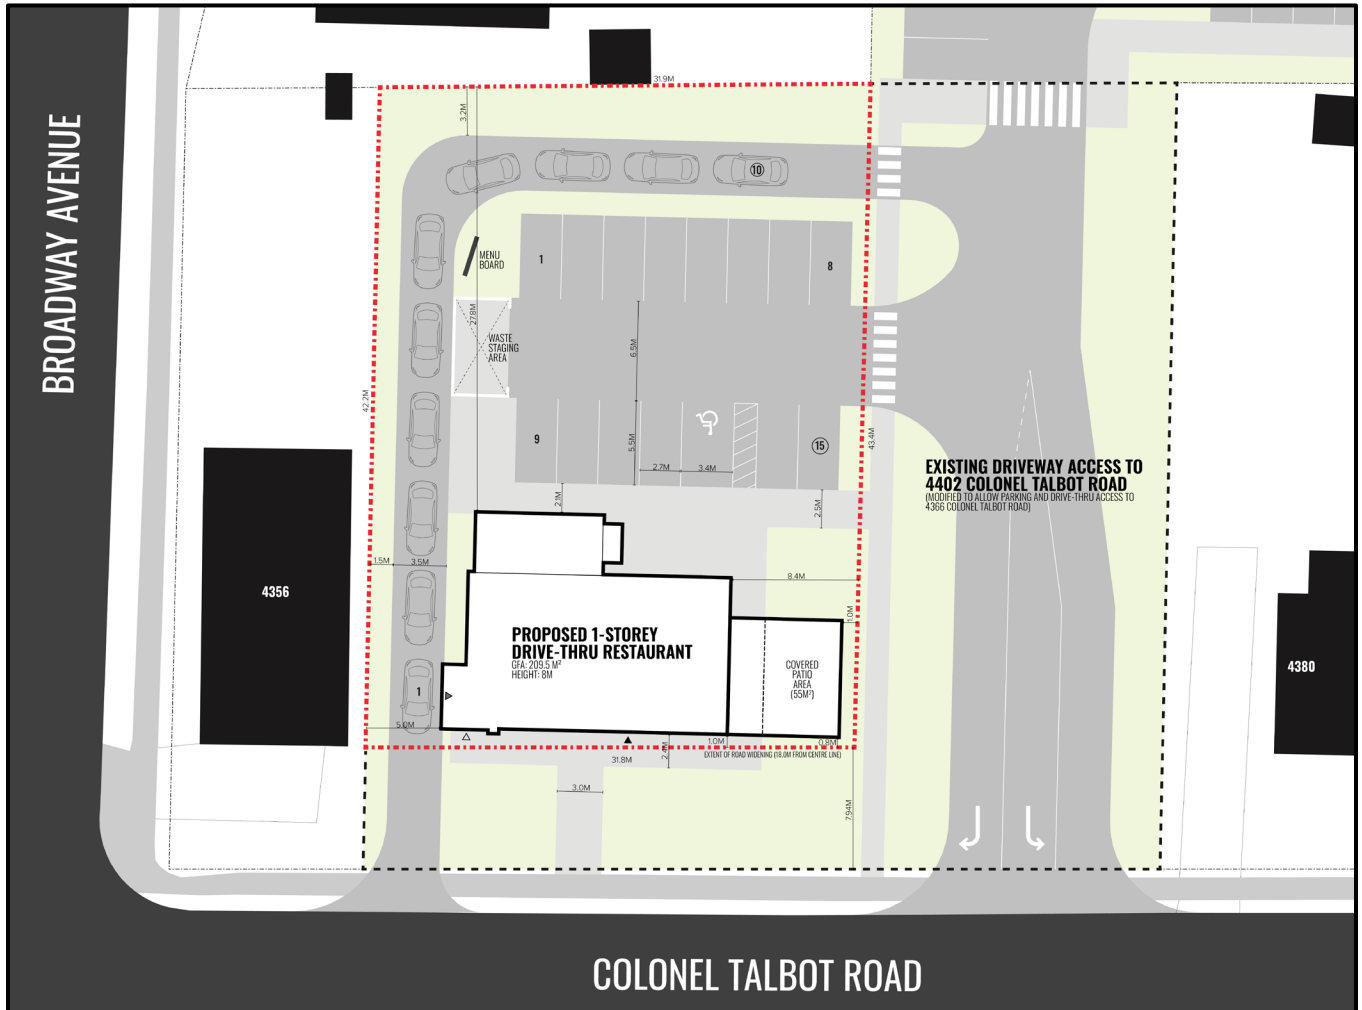 BROADWAY AVENUE
31.9M
3.2M
10
MENU
BOARD
1
8
27.8M
WASTE
STAGING
AREA
6.5M
42.2M
9
5.5M
15
43.4M
2.7M
3.4M
EXISTING DRIVEWAY ACCESS TO
4402 COLONEL TALBOT ROAD
(MODIFIED TO ALLOW PARKING AND DRIVE-THRU ACCESS TO
4366 COLONEL TALBOT ROAD)
2.1M
2.5M
1.5M
3.5M
8.4M
4356
1.0M
PROPOSED 1-STOREY
DRIVE-THRU RESTAURANT
GFA: 209.5 M²
HEIGHT: 8M
COVERED
PATIO
AREA
(55M²)
4380
1
5.0M
1.0M
0.8M
2.4M
EXTENT OF ROAD WIDENING (18.0M FROM CENTRE LINE)
31.8M
3.0M
7.94M
COLONEL TALBOT ROAD